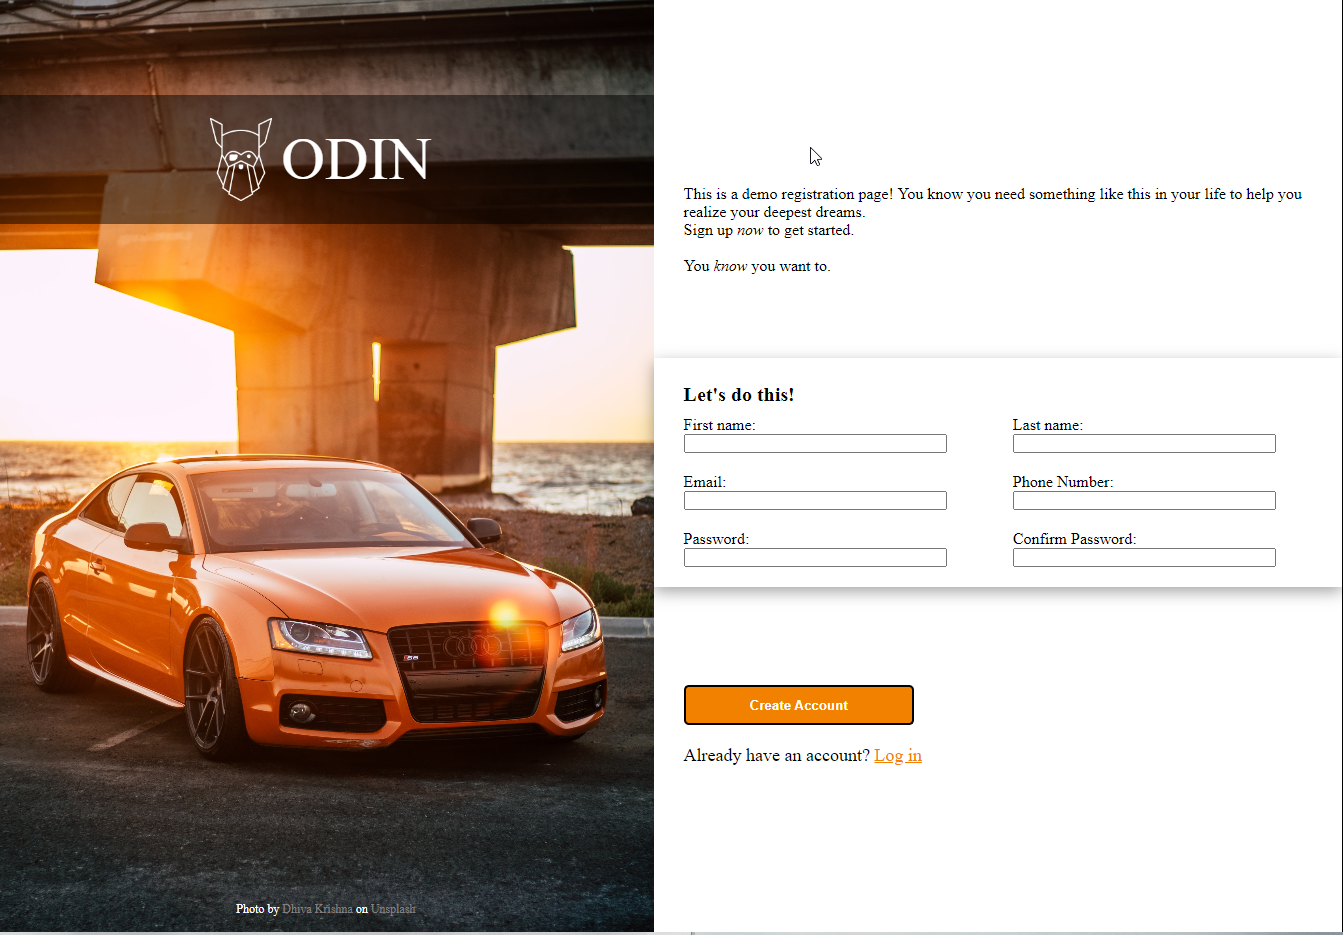 ODIN
This is a demo registration page! You know you need something like this in your life to help you
realize your deepest dreams.
Sign up now to get started.
You know you want to.
Let's do this!
First name:
Last name:
Email:
Phone Number:
Password:
Confirm Password:
Create Account
Already have an account? Log in
Photo by Dhiva Krishna on Unsplash